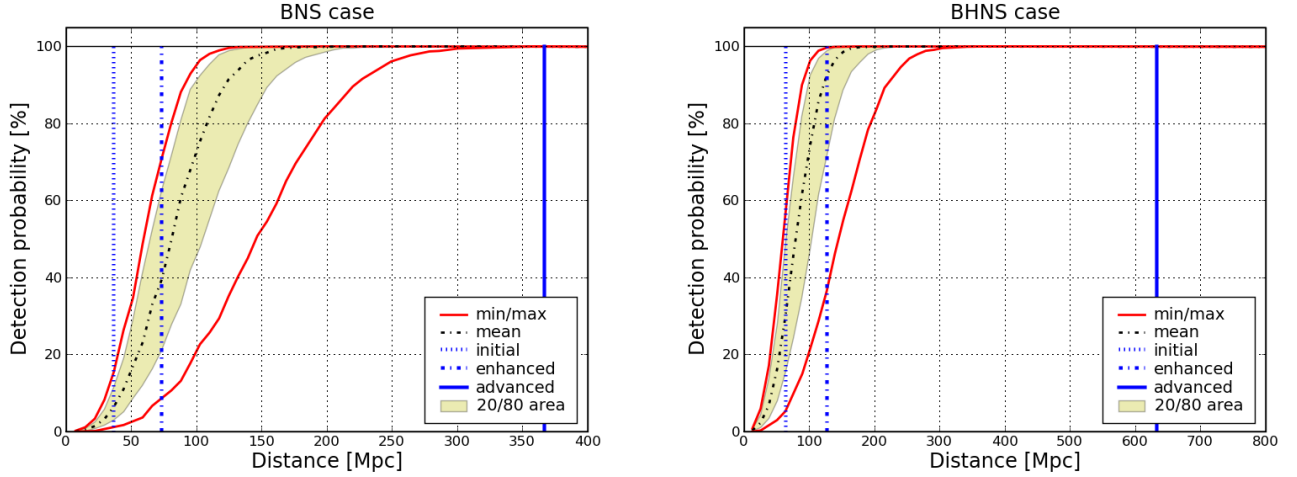 BNS case
Detection probability [%]
100
80
60
40
20
0
0 50 100 150 200 250 300 350 400
Distance [Mpc]
min/max
mean
initial
enhanced
advanced
20/80 area
BHNS case
Detection probability [%]
100
80
60
40
20
0
0 100 200 300 400 500 600 700 800
Distance [Mpc]
min/max
mean
initial
enhanced
advanced
20/80 area